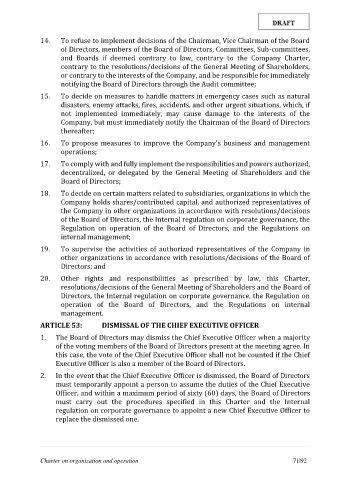 DRAFT
14. To refuse to implement decisions of the Chairman, Vice Chairman of the Board
of Directors, members of the Board of Directors, Committees, Sub-committees,
and Boards if deemed contrary to law, contrary to the Company Charter,
contrary to the resolutions/decisions of the General Meeting of Shareholders,
or contrary to the interests of the Company, and be responsible for immediately
notifying the Board of Directors through the Audit committee;
15. To decide on measures to handle matters in emergency cases such as natural
disasters, enemy attacks, fires, accidents, and other urgent situations, which, if
not implemented immediately, may cause damage to the interests of the
Company, but must immediately notify the Chairman of the Board of Directors
thereafter;
16. To propose measures to improve the Company's business and management
operations;
17. To comply with and fully implement the responsibilities and powers authorized,
decentralized, or delegated by the General Meeting of Shareholders and the
Board of Directors;
18. To decide on certain matters related to subsidiaries, organizations in which the
Company holds shares/contributed capital, and authorized representatives of
the Company in other organizations in accordance with resolutions/decisions
of the Board of Directors, the Internal regulation on corporate governance, the
Regulation on operation of the Board of Directors, and the Regulations on
internal management;
19. To supervise the activities of authorized representatives of the Company in
other organizations in accordance with resolutions/decisions of the Board of
Directors; and
20. Other rights and responsibilities as prescribed by law, this Charter,
resolutions/decisions of the General Meeting of Shareholders and the Board of
Directors, the Internal regulation on corporate governance, the Regulation on
operation of the Board of Directors, and the Regulations on internal
management.
ARTICLE 53: DISMISSAL OF THE CHIEF EXECUTIVE OFFICER
1. The Board of Directors may dismiss the Chief Executive Officer when a majority
of the voting members of the Board of Directors present at the meeting agree. In
this case, the vote of the Chief Executive Officer shall not be counted if the Chief
Executive Officer is also a member of the Board of Directors.
2. In the event that the Chief Executive Officer is dismissed, the Board of Directors
must temporarily appoint a person to assume the duties of the Chief Executive
Officer, and within a maximum period of sixty (60) days, the Board of Directors
must carry out the procedures specified in this Charter and the Internal
regulation on corporate governance to appoint a new Chief Executive Officer to
replace the dismissed one.
Charter on organization and operation 71|92